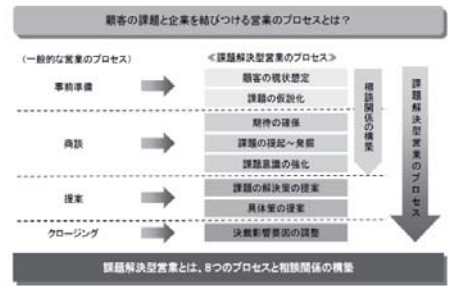 顧客の課題と企業を結びつける営業のプロセスとは？
（一般的な営業のプロセス）
≪課題解決型営業のプロセス≫
事前準備
顧客の現状想定
課題の仮説化
商談
期待の確保
課題の提起～発掘
課題意識の強化
提案
課題の解決策の提案
具体策の提案
クロージング
決裁影響要因の調整
相談関係の構築
課題解決型営業のプロセス
課題解決型営業とは、8つのプロセスと相談関係の構築